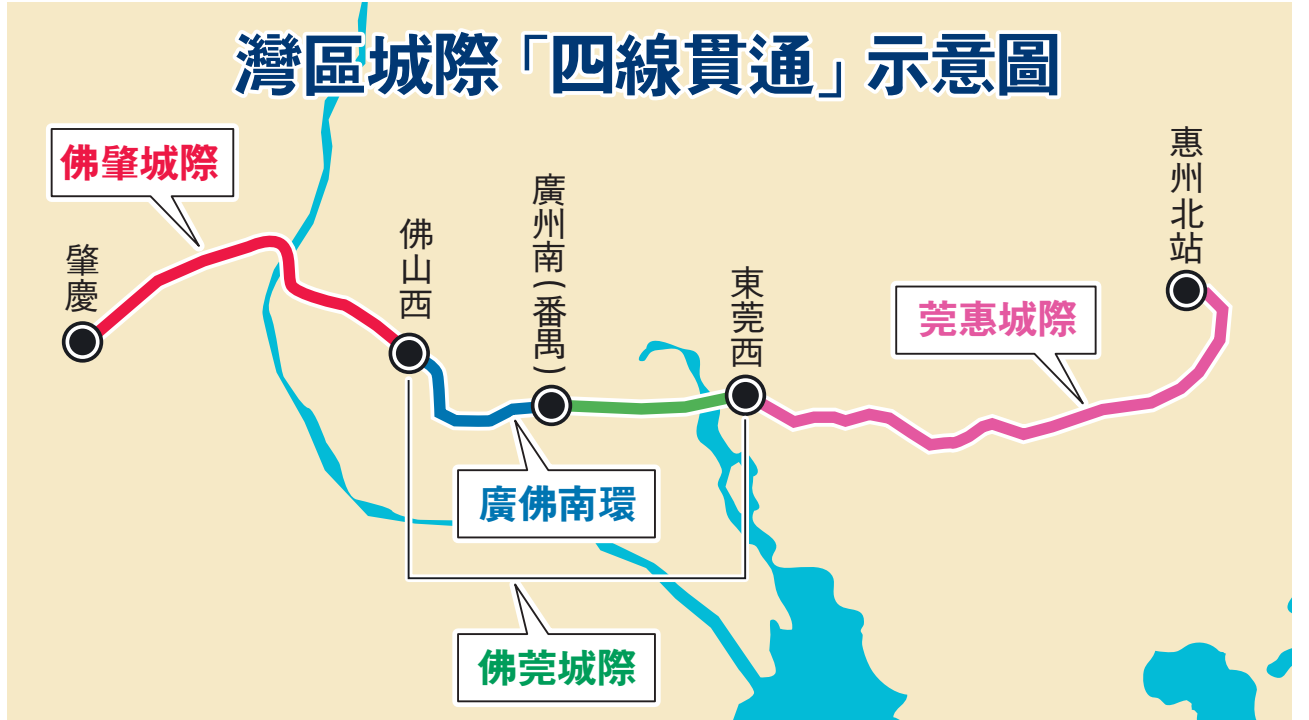 灣區城際「四線貫通」示意圖
佛肇城際
肇慶
佛山西
廣州南(番禺)
東莞西
惠州北站
莞惠城際
廣佛南環
佛莞城際